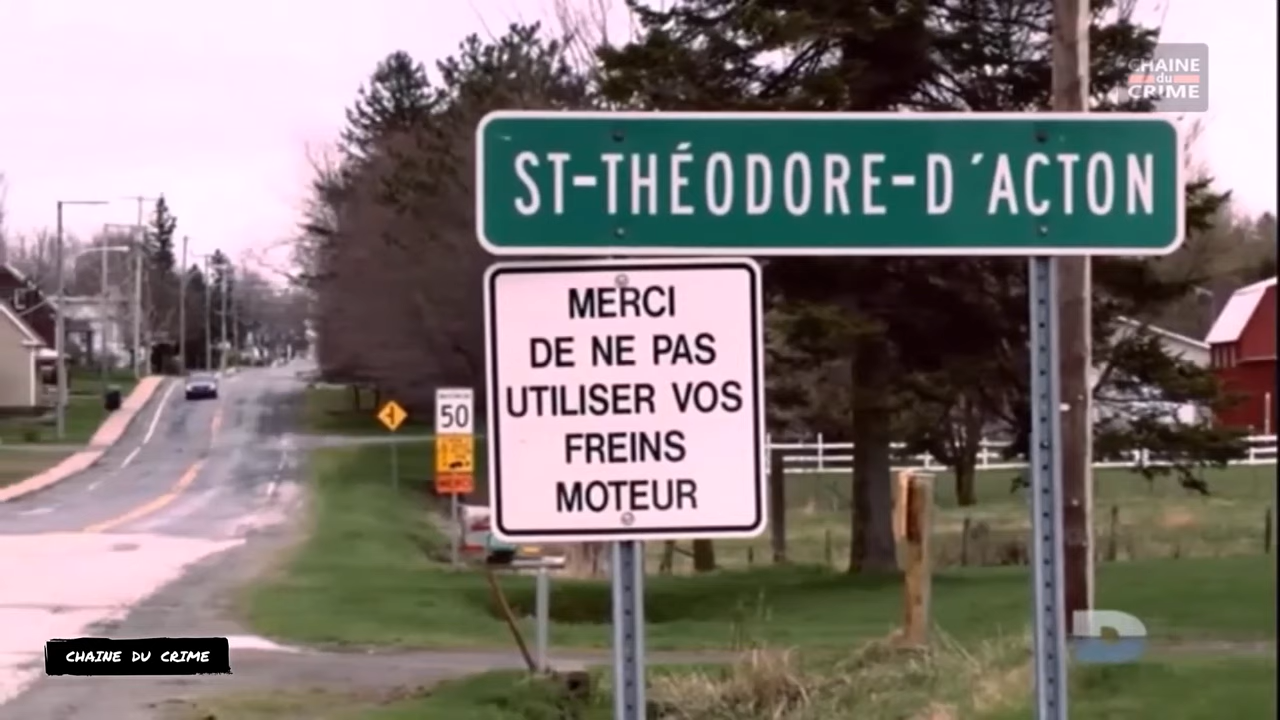 CHAINE
du
CRIME
ST-THÉODORE-D'ACTON
MERCI
DE NE PAS
UTILISER VOS
FREINS
MOTEUR
50
CHAINE DU CRIME
D